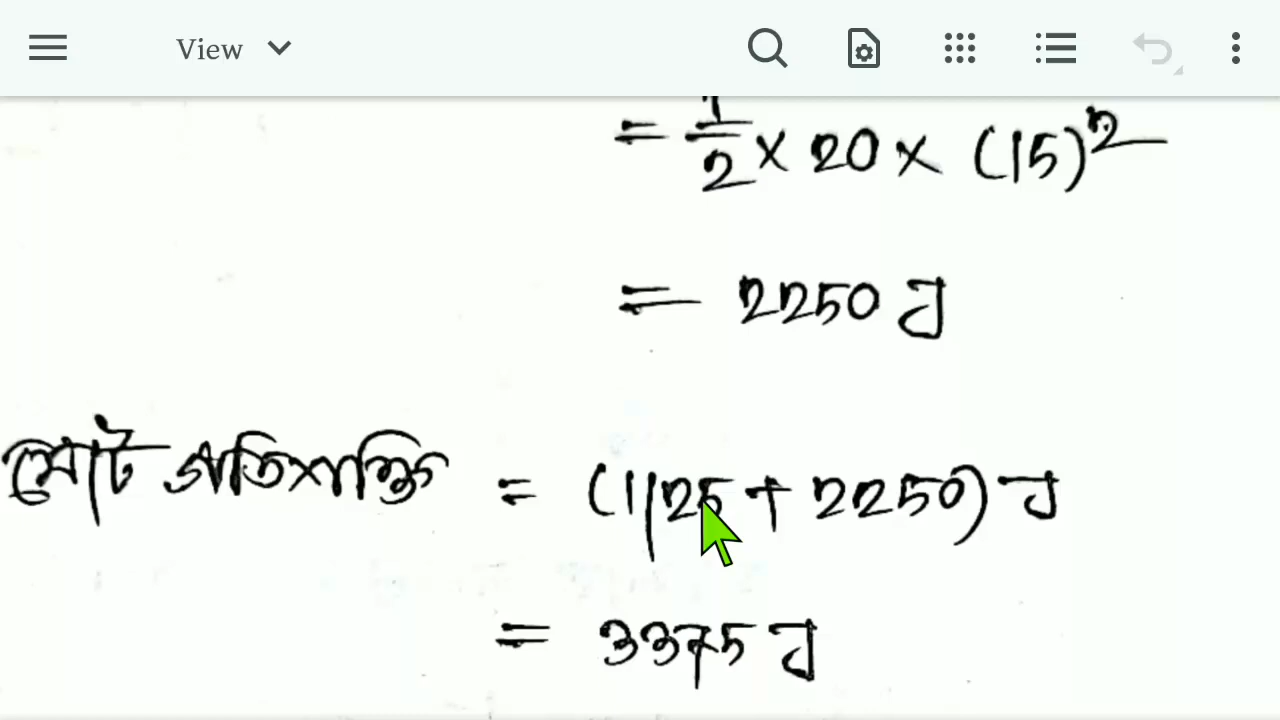 View
= 1/2 × 20 × (15)²
= 2250 J
মোট গতিশক্তি = (1125 + 2250) J
= 3375 J